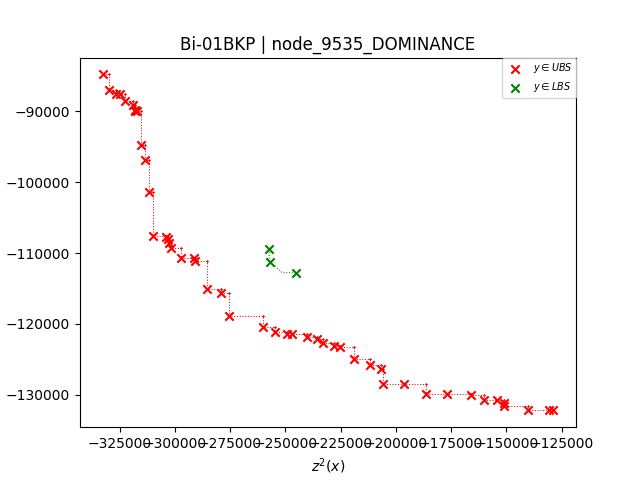 Bi-01BKP | node_9535_DOMINANCE
y ∈ UBS
y ∈ LBS
−90000
−100000
−110000
−120000
−130000
−325000 −300000 −275000 −250000 −225000 −200000 −175000 −150000 −125000
z²(x)